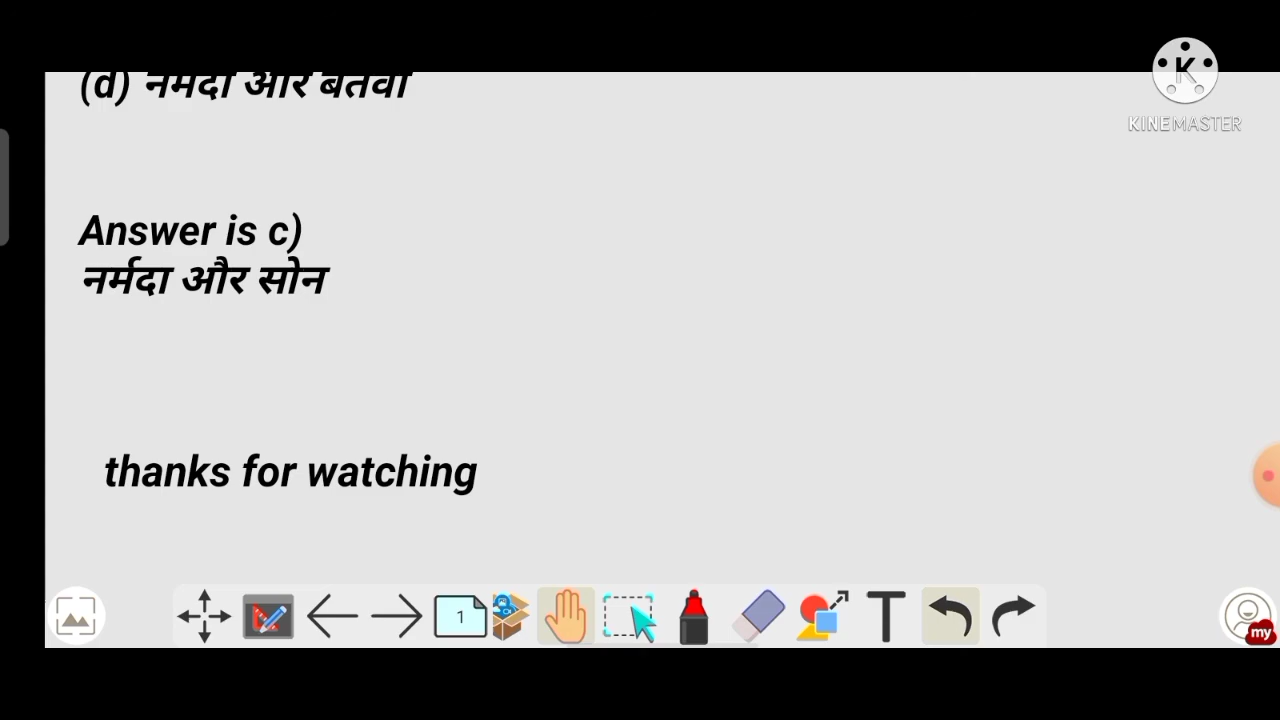 (d) नर्मदा और बेतवा
KINEMASTER
Answer is c)
नर्मदा और सोन
thanks for watching
1
my